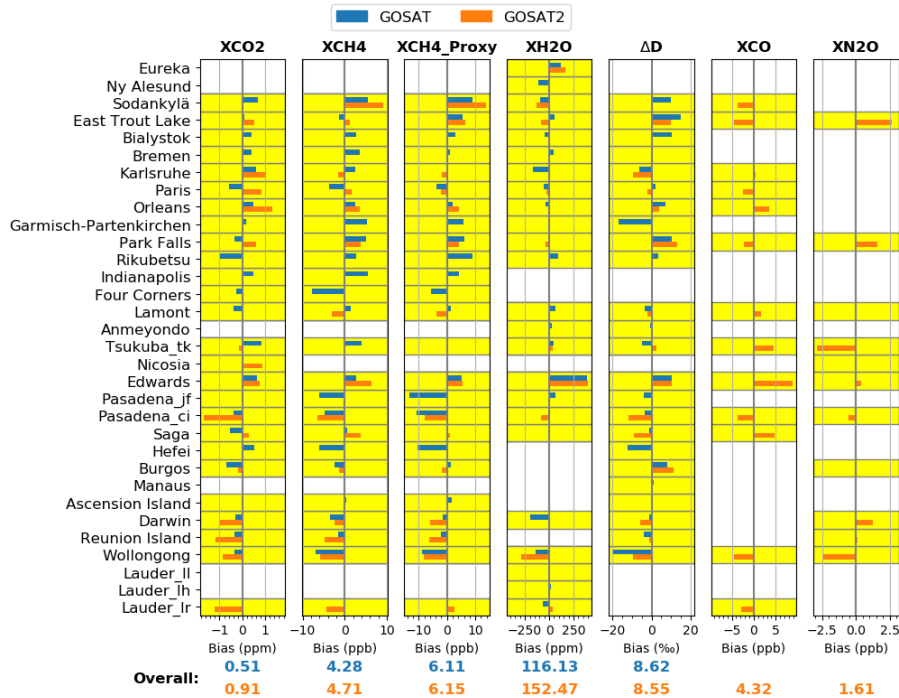 GOSAT GOSAT2
XCO2 XCH4 XCH4_Proxy XH2O ΔD XCO XN2O
Eureka
Ny Alesund
Sodankylä
East Trout Lake
Bialystok
Bremen
Karlsruhe
Paris
Orleans
Garmisch-Partenkirchen
Park Falls
Rikubetsu
Indianapolis
Four Corners
Lamont
Anmeyondo
Tsukuba_tk
Nicosia
Edwards
Pasadena_jf
Pasadena_ci
Saga
Hefei
Burgos
Manaus
Ascension Island
Darwin
Reunion Island
Wollongong
Lauder_ll
Lauder_lh
Lauder_lr
−1 0 1 −10 0 10 −10 0 10 0 250 −20 0 −5 0 5 −2.5 0.0 2.5
Bias (ppm) Bias (ppb) Bias (ppb) Bias (ppm) Bias (‰) Bias (ppb) Bias (ppb)
Overall: 0.51 4.28 6.11 116.13 8.62
0.91 4.71 6.15 152.47 8.55 4.32 1.61